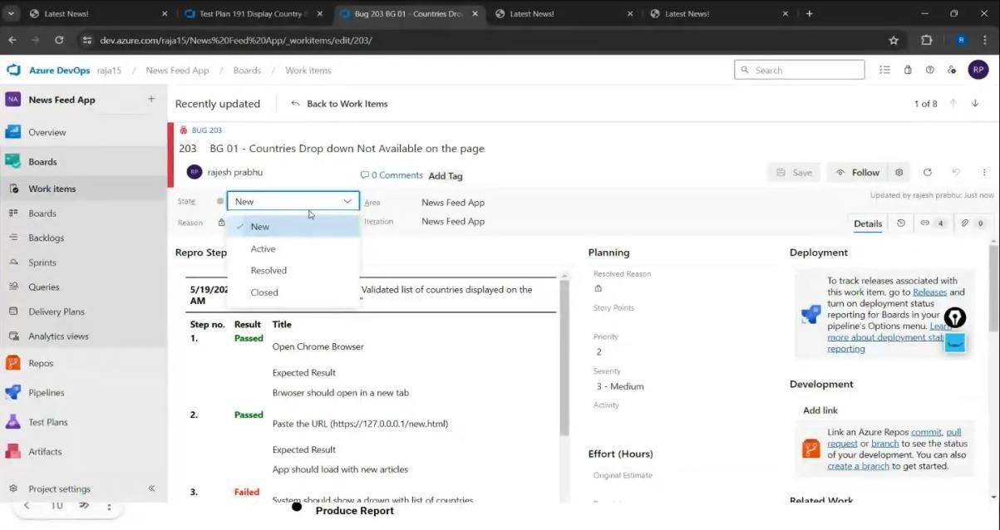 Latest News!
Test Plan 191 Display Country
Bug 203 BG 01 - Countries Dro
Latest News!
Latest News!
dev.azure.com/raja15/News%20Feed%20App/_workitems/edit/203/
R
Azure DevOps raja15 / News Feed App / Boards / Work items
Search
RP
NA News Feed App
Recently updated
Back to Work Items
1 of 8
Overview
Boards
Work items
Boards
Backlogs
Sprints
Queries
Delivery Plans
Analytics views
Repos
Pipelines
Test Plans
Artifacts
Project settings
BUG 203
203 BG 01 - Countries Drop down Not Available on the page
RP rajesh prabhu
0 Comments Add Tag
Save
Follow
Updated by rajesh prabhu: Just now
State New
Area News Feed App
Reason
Iteration News Feed App
Details
4
0
New
Active
Resolved
Closed
Repro Step
5/19/202
AM
Validated list of countries displayed on the
"
Step no. Result Title
1. Passed
Open Chrome Browser
Expected Result
Brwoser should open in a new tab
2. Passed
Paste the URL (https://127.0.0.0.1/new.html)
Expected Result
App should load with new articles
3. Failed
System should show a drown with list of countries
Planning
Resolved Reason
Story Points
Priority
2
Severity
3 - Medium
Activity
Effort (Hours)
Original Estimate
Deployment
To track releases associated with
this work item, go to Releases and
turn on deployment status
reporting for Boards in your
pipeline's Options menu. Learn
more about deployment stat
reporting
Development
Add link
Link an Azure Repos commit, pull
request or branch to see the status
of your development. You can also
create a branch to get started.
Related Work
10
Produce Report